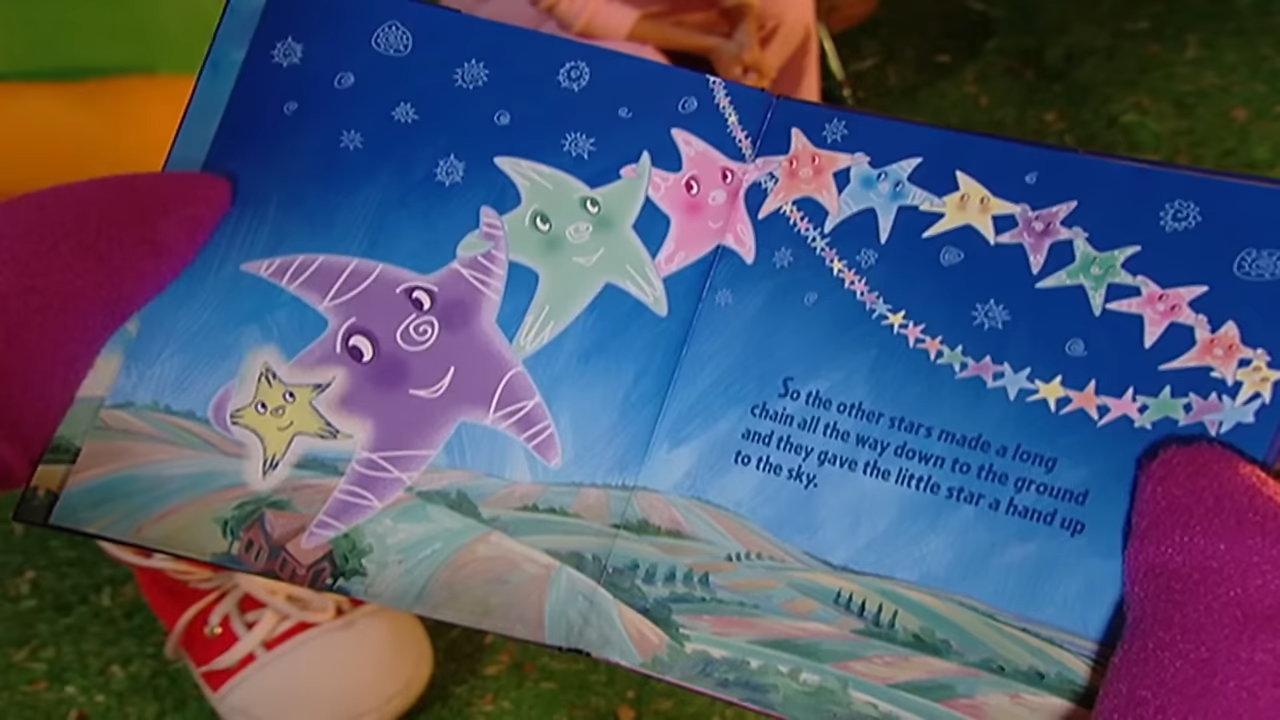 So the other stars made a long
chain all the way down to the ground
and they gave the little star a hand up
to the sky.